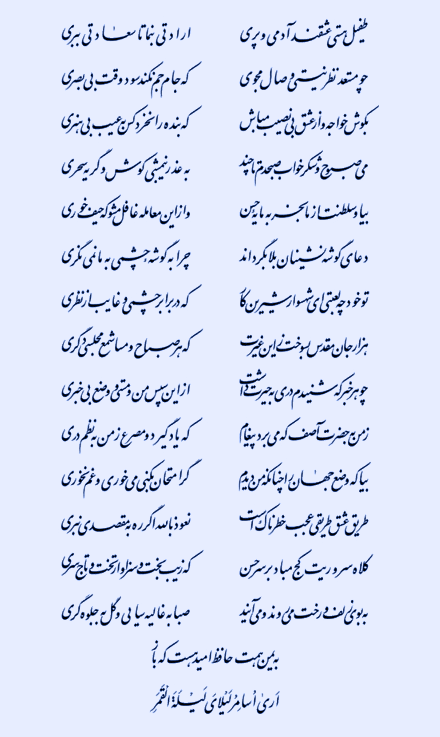 طفیل هستی عشقند آدمی و پری ارادتی بنما تا سعادتی ببری
چو مستعد نظر نیستی وصال مجوی که جام جم نکند سود وقت بی‌بصری
بکوش خواجه و از عشق بی‌نصیب مباش که بنده را نخرد کس به عیب بی‌هنری
می صبوح و شکرخواب صبحدم تا چند به عذر نیم‌شبی کوش و گریه سحری
بیا و سلطنت از ما بخر به مایه حسن و از این معامله غافل مشو که حیف خوری
دعای گوشه‌نشینان بلا بگرداند چرا به گوشه چشمی به ما نمی‌نگری
تو خود چه لعبتی ای شهسوار شیرین‌کار که در برابر چشمی و غایب از نظری
هزار جان مقدس بسوخت زین غیرت که هر صباح و مسا شمع مجلس دگری
چو هر خبر که شنیدم دری به حیرت داشت از این سپس من و مستی و وضع بی‌خبری
ز من به حضرت آصف که می‌برد پیغام که یاد گیر دو مصرع ز من به نظم دری
بیا که وضع جهان را چنانکه من دیدم گر امتحان بکنی می خوری و غم نخوری
طریق عشق طریقی عجب خطرناک است نعوذبالله اگر ره به مقصدی نبری
کلاه سروریت کج مباد بر سر حسن که زیب بخت و سزاوار تخت و تاج سری
به بوی زلف و رخت می‌روند و می‌آیند صبا به غالیه‌سایی و گل به جلوه‌گری
به یمن همت حافظ امید هست که باز
أری أسامر لیلای لیلة القمر